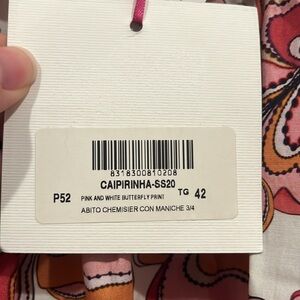 8318300810208
CAIPIRINHA-SS20
P52 PINK AND WHITE BUTTERFLY PRINT TG 42
ABITO CHEMISIER CON MANICHE 3/4